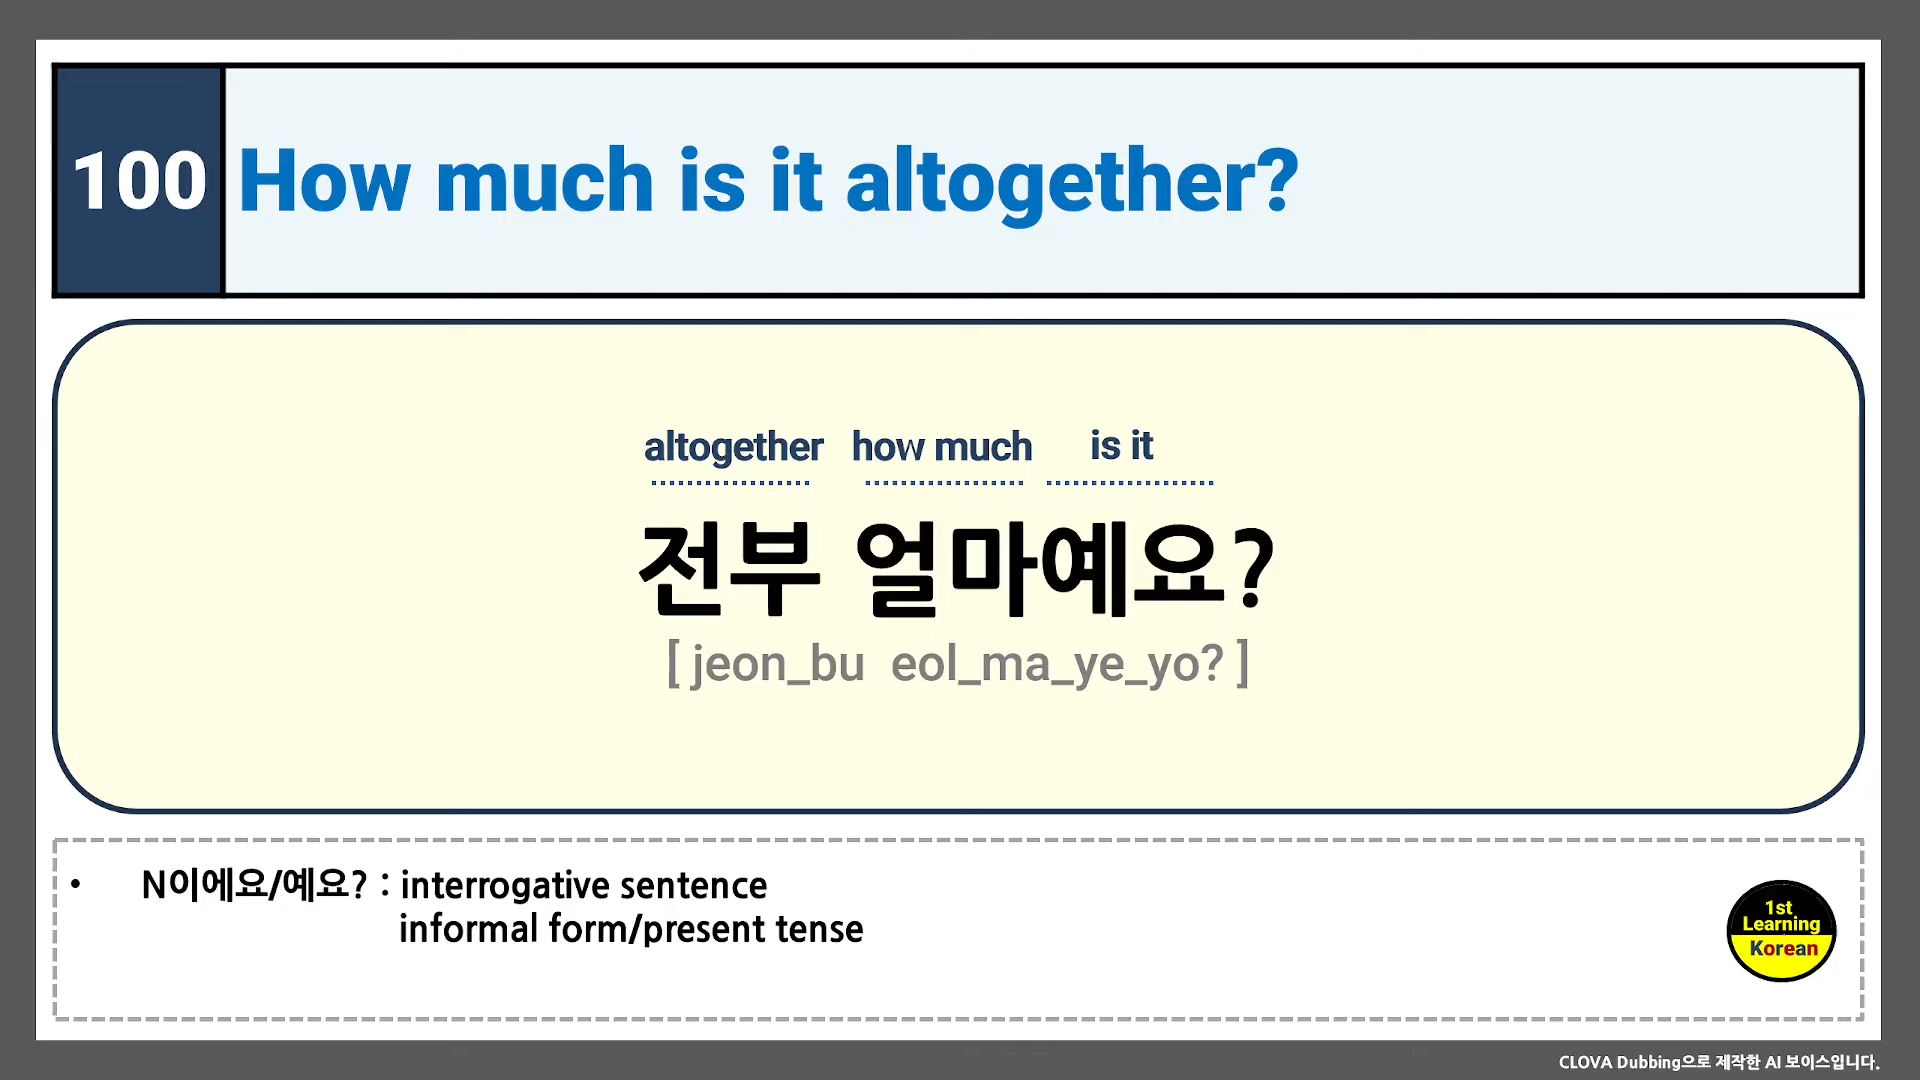 100 How much is it altogether?
altogether how much is it
전부 얼마예요?
[ jeon_bu eol_ma_ye_yo? ]
• N이에요/예요? : interrogative sentence
informal form/present tense
1st
Learning
Korean
CLOVA Dubbing으로 제작한 AI 보이스입니다.